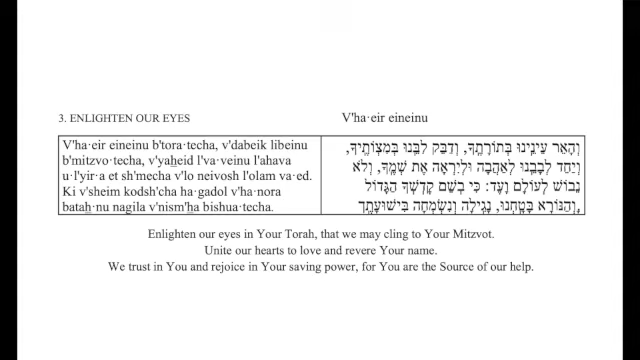 3. ENLIGHTEN OUR EYES
V'ha·eir eineinu
V'ha·eir eineinu b'tora·techa, v'dabeik libeinu
b'mitzvo·techa, v'yaheid l'va·veinu l'ahava
u·l'yir·a et sh'mecha v'lo neivosh l'olam va·ed.
Ki v'sheim kodsh'cha ha·gadol v'ha·nora
batah·nu nagila v'nism'ha bishua·techa.
וְהָאֵר עֵינֵֽינוּ בְּתוֹרָתֶֽךָ, וְדַבֵּק לִבֵּֽנוּ בְּמִצְוֹתֶֽיךָ,
וְיַחֵד לְבָבֵֽנוּ לְאַהֲבָה וּלְיִרְאָה אֶת שְׁמֶֽךָ, וְלֹא
נֵבוֹשׁ לְעוֹלָם וָעֶד: כִּי בְשֵׁם קָדְשְׁךָ הַגָּדוֹל
וְהַנּוֹרָא בָּטָֽחְנוּ, נָגִֽילָה וְנִשְׂמְחָה בִּישׁוּעָתֶֽךָ,
Enlighten our eyes in Your Torah, that we may cling to Your Mitzvot.
Unite our hearts to love and revere Your name.
We trust in You and rejoice in Your saving power, for You are the Source of our help.